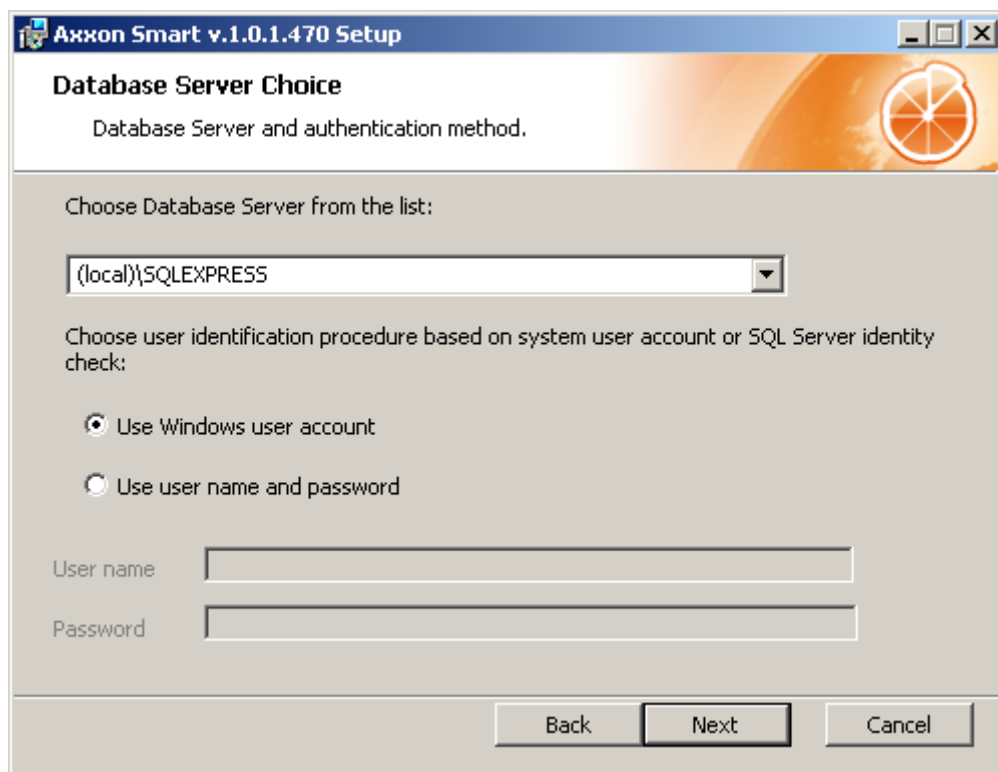 Axxon Smart v.1.0.1.470 Setup
Database Server Choice
Database Server and authentication method.
Choose Database Server from the list:
(local)\SQLEXPRESS
Choose user identification procedure based on system user account or SQL Server identity
check:
Use Windows user account
Use user name and password
User name
Password
Back Next Cancel